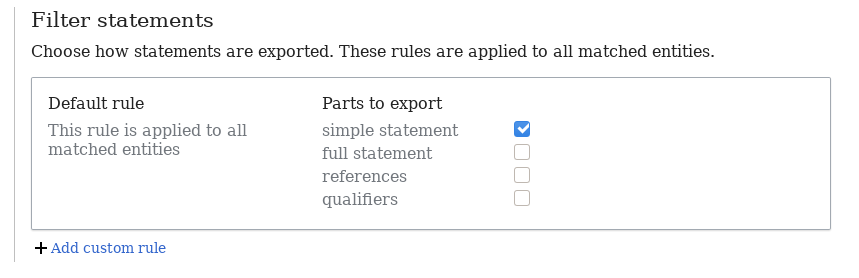 Filter statements
Choose how statements are exported. These rules are applied to all matched entities.
Default rule
This rule is applied to all
matched entities
Parts to export
simple statement
full statement
references
qualifiers
Add custom rule